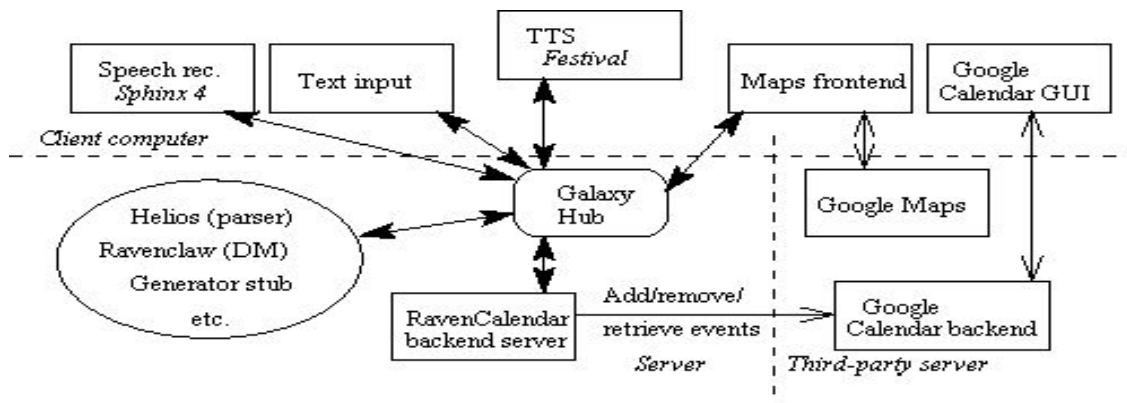 TTS
Festival
Speech rec.
Sphinx 4
Text input
Maps frontend
Google
Calendar GUI
Client computer
Galaxy
Hub
Google Maps
Helios (parser)
Ravenclaw (DM)
Generator stub
etc.
RavenCalendar
backend server
Add/remove/
retrieve events
Google
Calendar backend
Server
Third-party server